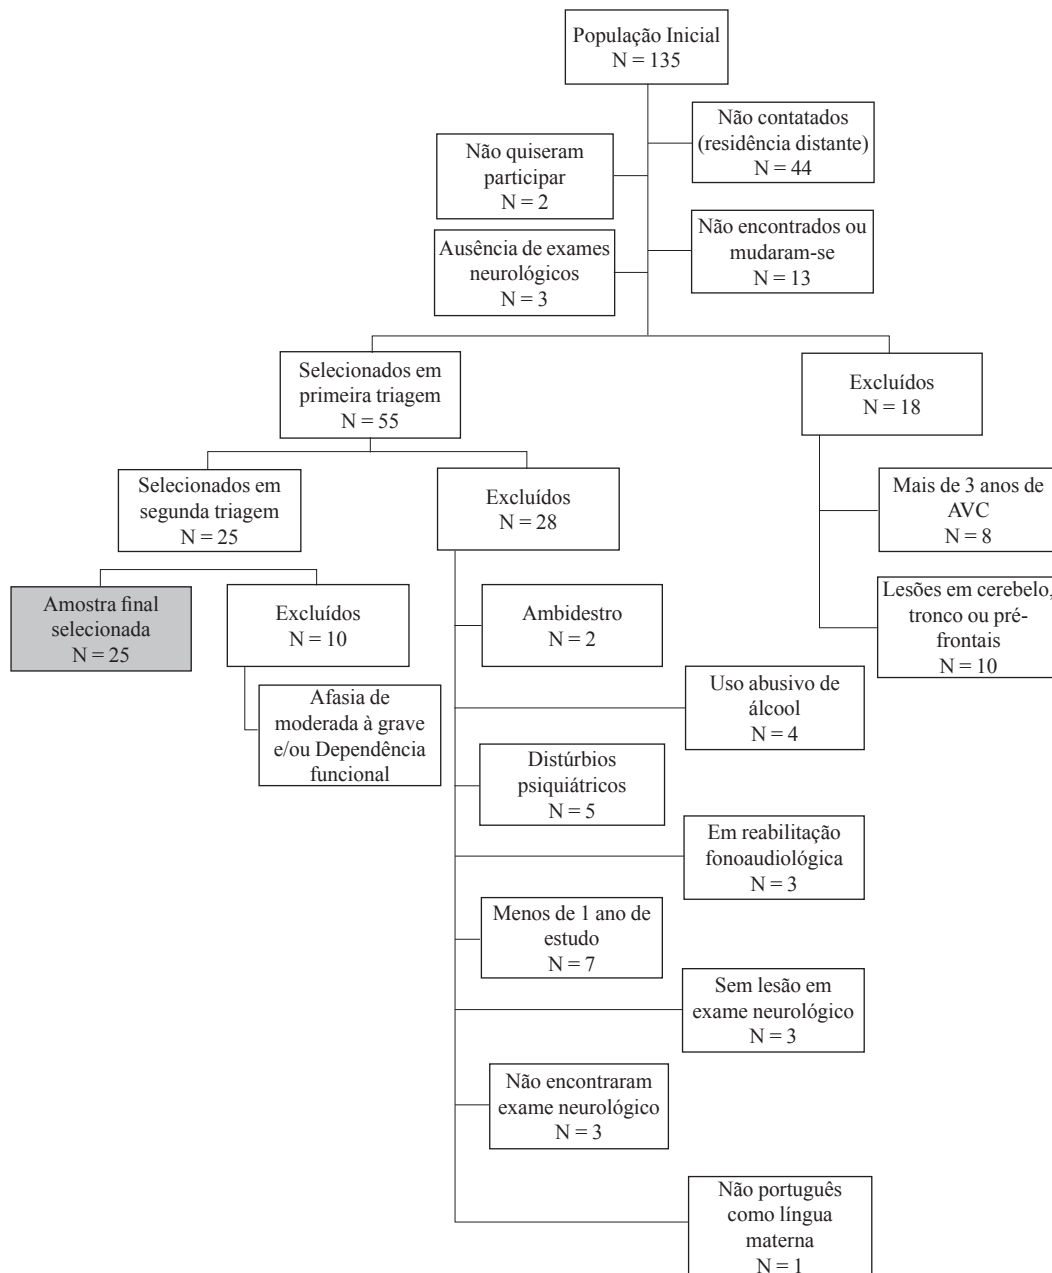 População Inicial
N = 135
Não contatados
(residência distante)
N = 44
Não quiseram
participar
N = 2
Não encontrados ou
mudaram-se
N = 13
Ausência de exames
neurológicos
N = 3
Selecionados em
primeira triagem
N = 55
Excluídos
N = 18
Selecionados em
segunda triagem
N = 25
Excluídos
N = 28
Mais de 3 anos de
AVC
N = 8
Lesões em cerebelo,
tronco ou pré-
frontais
N = 10
Amostra final
selecionada
N = 25
Excluídos
N = 10
Afasia de
moderada à grave
e/ou Dependência
funcional
Ambidestro
N = 2
Uso abusivo de
álcool
N = 4
Distúrbios
psiquiátricos
N = 5
Em reabilitação
fonoaudiológica
N = 3
Menos de 1 ano de
estudo
N = 7
Sem lesão em
exame neurológico
N = 3
Não encontraram
exame neurológico
N = 3
Não português
como língua
materna
N = 1